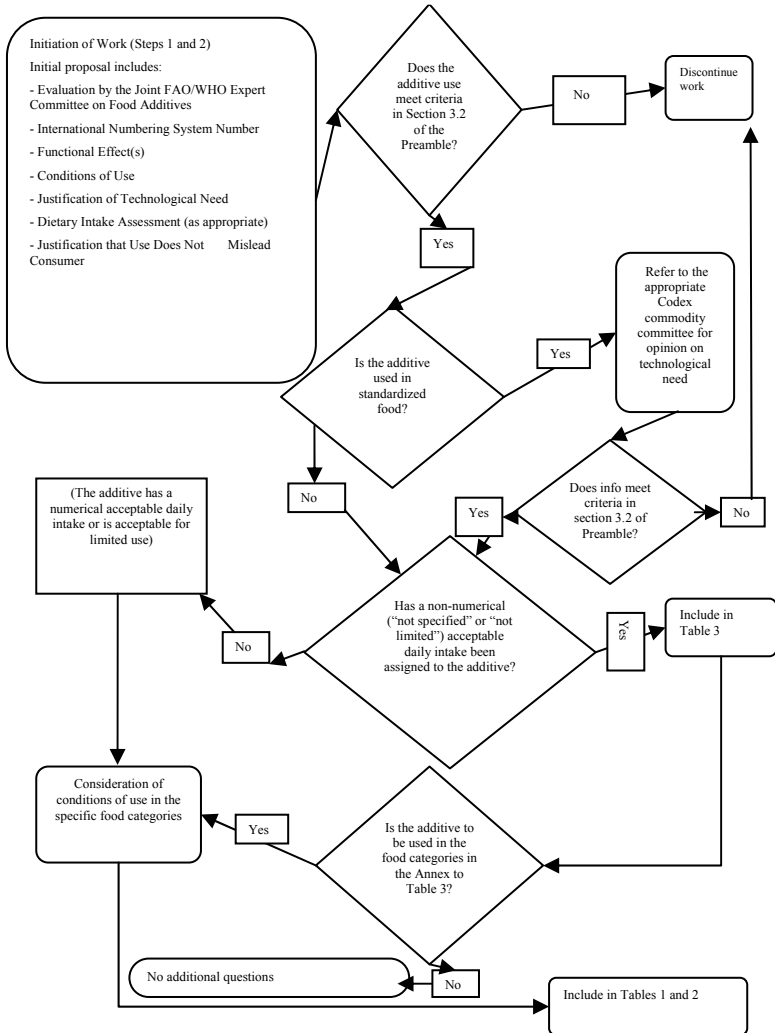 Initiation of Work (Steps 1 and 2)
Initial proposal includes:
- Evaluation by the Joint FAO/WHO Expert
Committee on Food Additives
- International Numbering System Number
- Functional Effect(s)
- Conditions of Use
- Justification of Technological Need
- Dietary Intake Assessment (as appropriate)
- Justification that Use Does Not Mislead
Consumer
Does the
additive use
meet criteria
in Section 3.2
of the
Preamble?
No
Discontinue
work
Yes
Is the additive
used in
standardized
food?
Yes
Refer to the
appropriate
Codex
commodity
committee for
opinion on
technological
need
No
Does info meet
criteria in
section 3.2 of
Preamble?
Yes
No
(The additive has a
numerical acceptable daily
intake or is acceptable for
limited use)
Has a non-numerical
(“not specified” or “not
limited”) acceptable
daily intake been
assigned to the additive?
No
Yes
Include in
Table 3
Consideration of
conditions of use in the
specific food categories
Yes
Is the additive to
be used in the
food categories in
the Annex to
Table 3?
No additional questions
No
Include in Tables 1 and 2